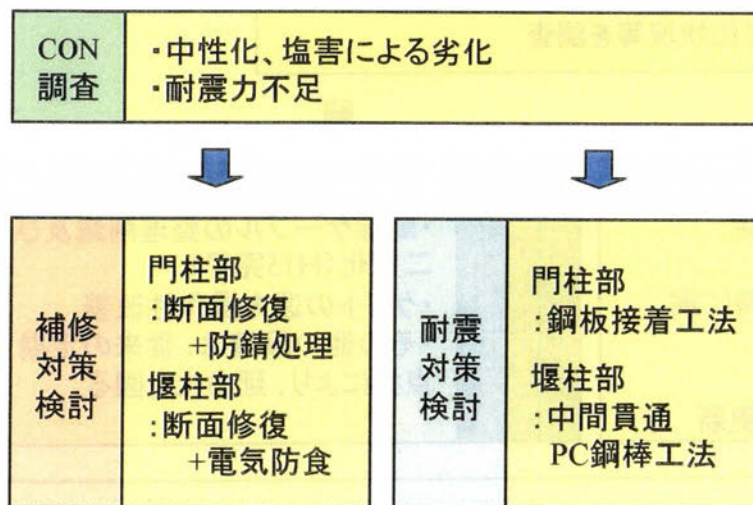 CON
調査
・中性化、塩害による劣化
・耐震力不足
補修
対策
検討
門柱部
:断面修復
+防錆処理
堰柱部
:断面修復
+電気防食
耐震
対策
検討
門柱部
:鋼板接着工法
堰柱部
:中間貫通
PC鋼棒工法